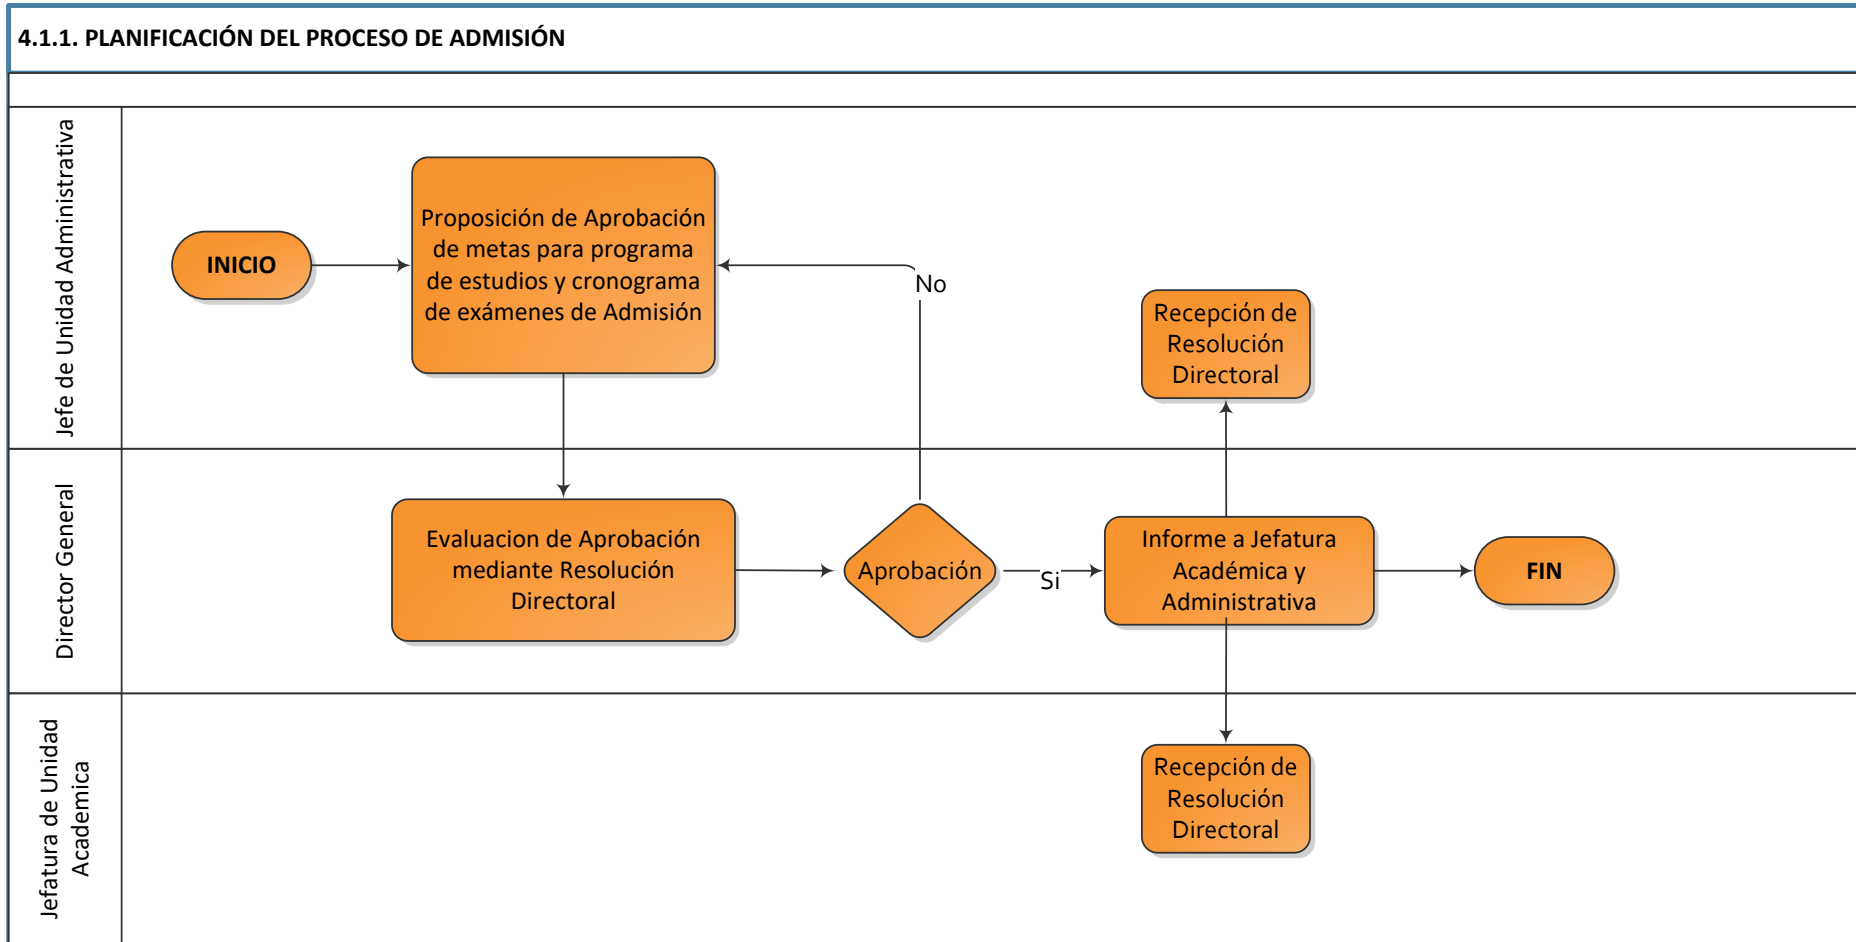 4.1.1. PLANIFICACIÓN DEL PROCESO DE ADMISIÓN
Jefe de Unidad Administrativa
INICIO
Proposición de Aprobación
de metas para programa
de estudios y cronograma
de exámenes de Admisión
No
Recepción de
Resolución
Directoral
Director General
Evaluacion de Aprobación
mediante Resolución
Directoral
Aprobación
Si
Informe a Jefatura
Académica y
Administrativa
FIN
Jefatura de Unidad
Academica
Recepción de
Resolución
Directoral